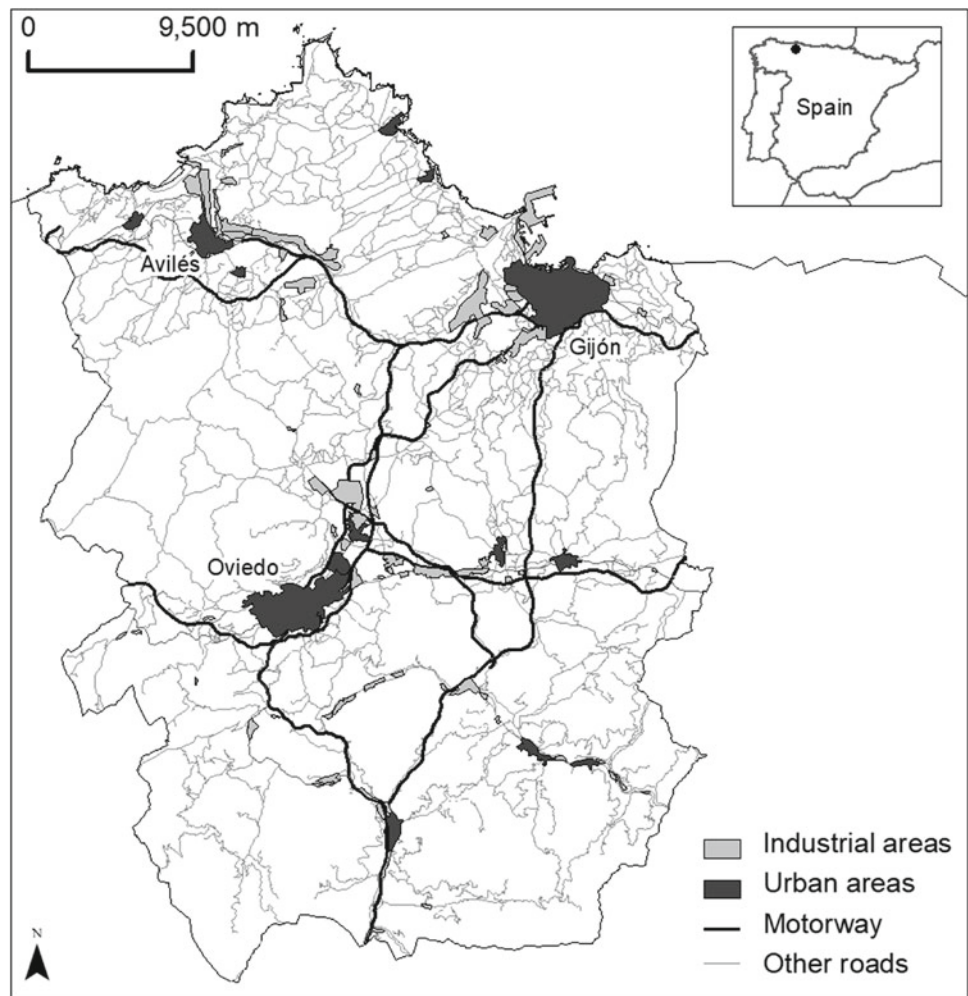 0 9,500 m
Spain
Avilés
Gijón
Oviedo
Industrial areas
Urban areas
Motorway
Other roads
N